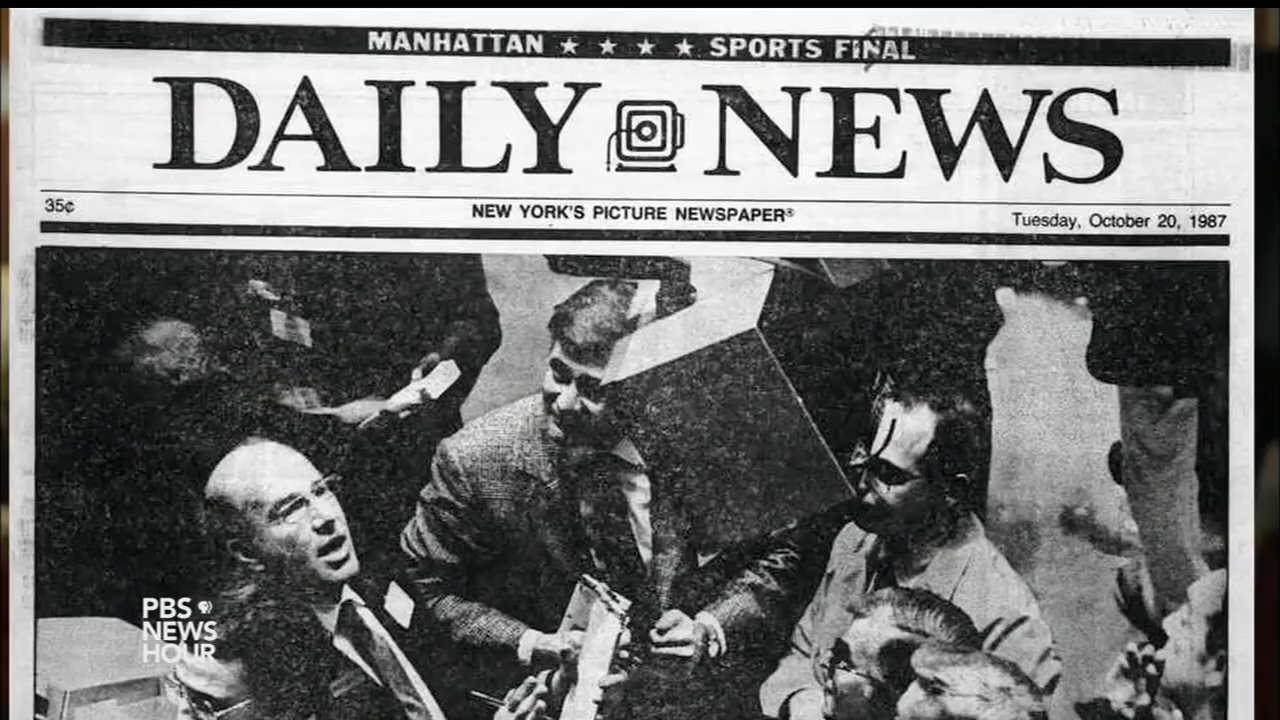 MANHATTAN ★ ★ ★ ★ SPORTS FINAL
DAILY NEWS
35¢
NEW YORK'S PICTURE NEWSPAPER®
Tuesday, October 20, 1987
PBS
NEWS
HOUR